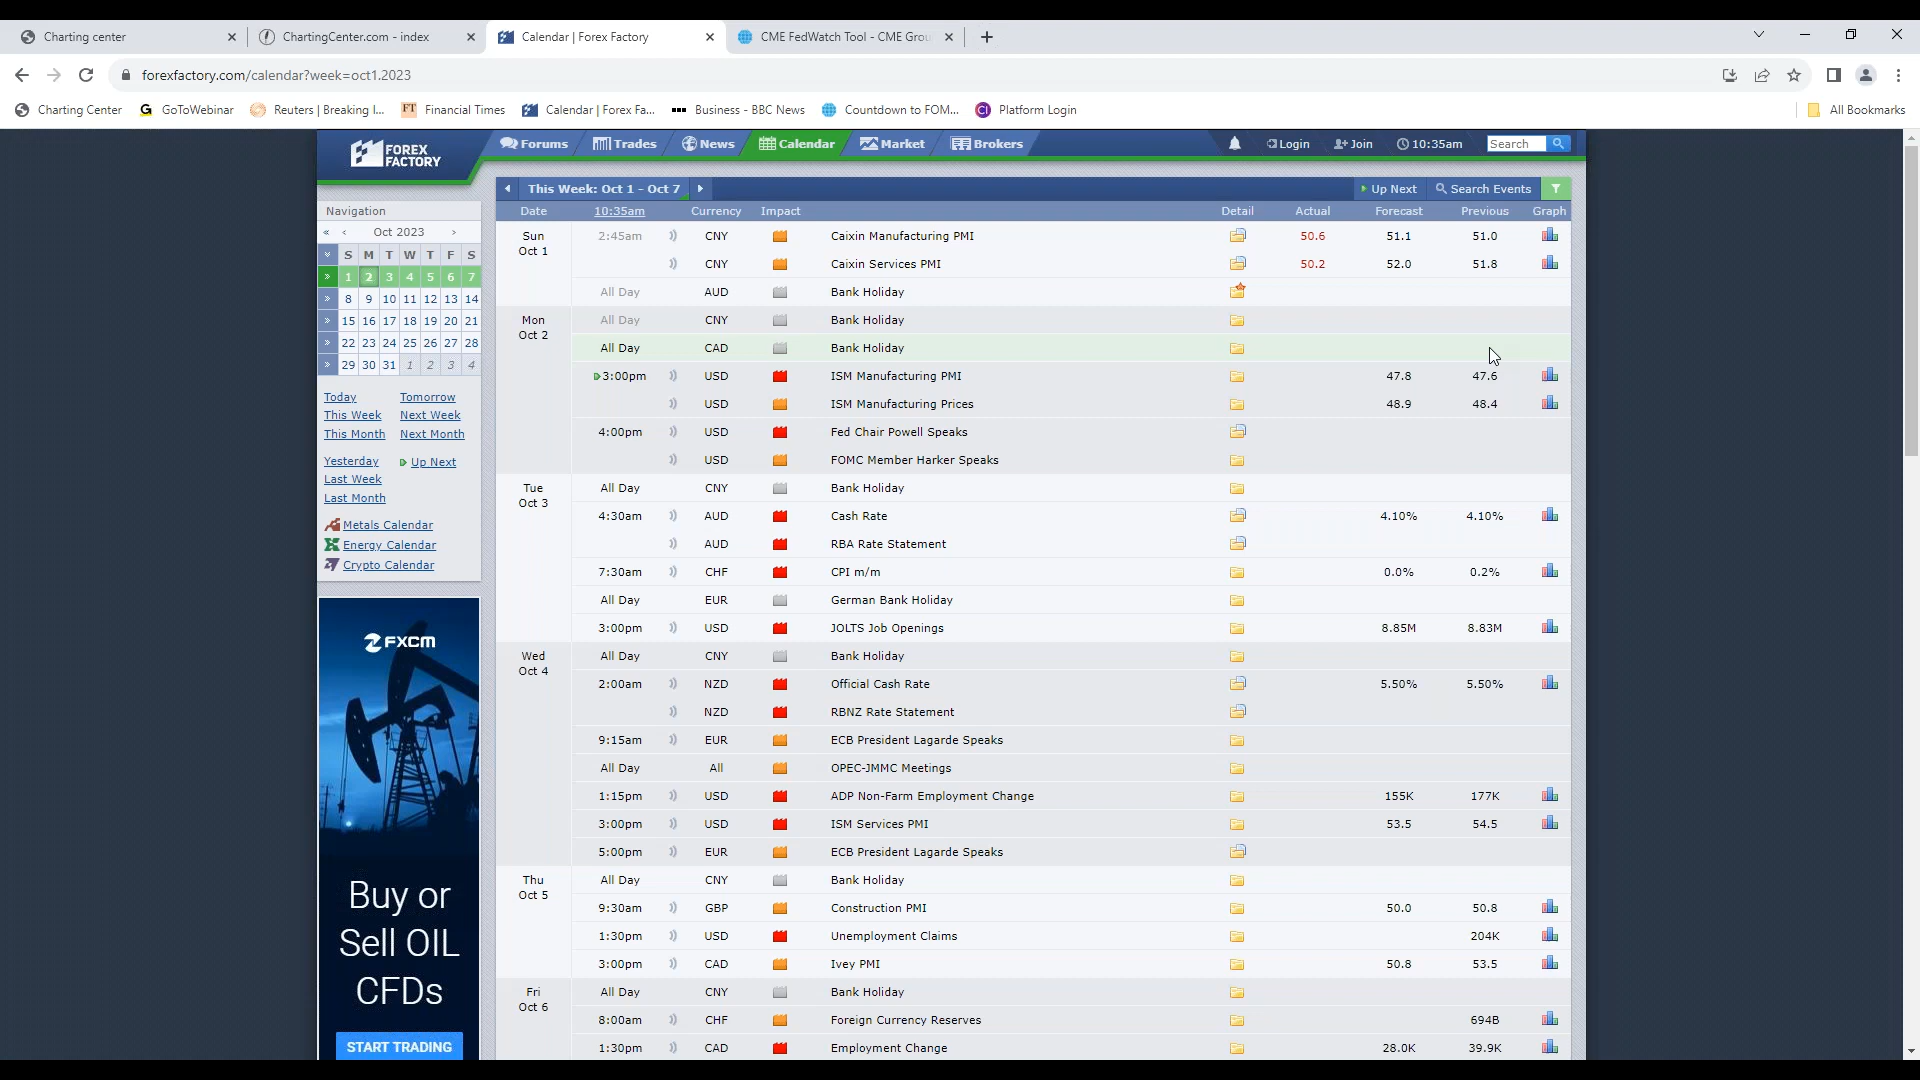 Charting center
ChartingCenter.com - index
Calendar | Forex Factory
CME FedWatch Tool - CME Grou
forexfactory.com/calendar?week=oct1.2023
Charting Center
GoToWebinar
Reuters | Breaking I...
FT Financial Times
Calendar | Forex Fa...
Business - BBC News
Countdown to FOM...
CI Platform Login
All Bookmarks
FOREX
FACTORY
Forums
Trades
News
Calendar
Market
Brokers
Login
Join
10:35am
Search
Navigation
« ‹ Oct 2023 ›
S M T W T F S
» 1 2 3 4 5 6 7
» 8 9 10 11 12 13 14
» 15 16 17 18 19 20 21
» 22 23 24 25 26 27 28
» 29 30 31 1 2 3 4
Today Tomorrow
This Week Next Week
This Month Next Month
Yesterday Up Next
Last Week
Last Month
Metals Calendar
Energy Calendar
Crypto Calendar
FXCM
Buy or
Sell OIL
CFDs
START TRADING
This Week: Oct 1 - Oct 7 Up Next Search Events
Date 10:35am Currency Impact Detail Actual Forecast Previous Graph
Sun
Oct 1
2:45am CNY Caixin Manufacturing PMI 50.6 51.1 51.0
CNY Caixin Services PMI 50.2 52.0 51.8
All Day AUD Bank Holiday
Mon
Oct 2
All Day CNY Bank Holiday
All Day CAD Bank Holiday
3:00pm USD ISM Manufacturing PMI 47.8 47.6
USD ISM Manufacturing Prices 48.9 48.4
4:00pm USD Fed Chair Powell Speaks
USD FOMC Member Harker Speaks
Tue
Oct 3
All Day CNY Bank Holiday
4:30am AUD Cash Rate 4.10% 4.10%
AUD RBA Rate Statement
7:30am CHF CPI m/m 0.0% 0.2%
All Day EUR German Bank Holiday
3:00pm USD JOLTS Job Openings 8.85M 8.83M
Wed
Oct 4
All Day CNY Bank Holiday
2:00am NZD Official Cash Rate 5.50% 5.50%
NZD RBNZ Rate Statement
9:15am EUR ECB President Lagarde Speaks
All Day All OPEC-JMMC Meetings
1:15pm USD ADP Non-Farm Employment Change 155K 177K
3:00pm USD ISM Services PMI 53.5 54.5
5:00pm EUR ECB President Lagarde Speaks
Thu
Oct 5
All Day CNY Bank Holiday
9:30am GBP Construction PMI 50.0 50.8
1:30pm USD Unemployment Claims 204K
3:00pm CAD Ivey PMI 50.8 53.5
Fri
Oct 6
All Day CNY Bank Holiday
8:00am CHF Foreign Currency Reserves 694B
1:30pm CAD Employment Change 28.0K 39.9K